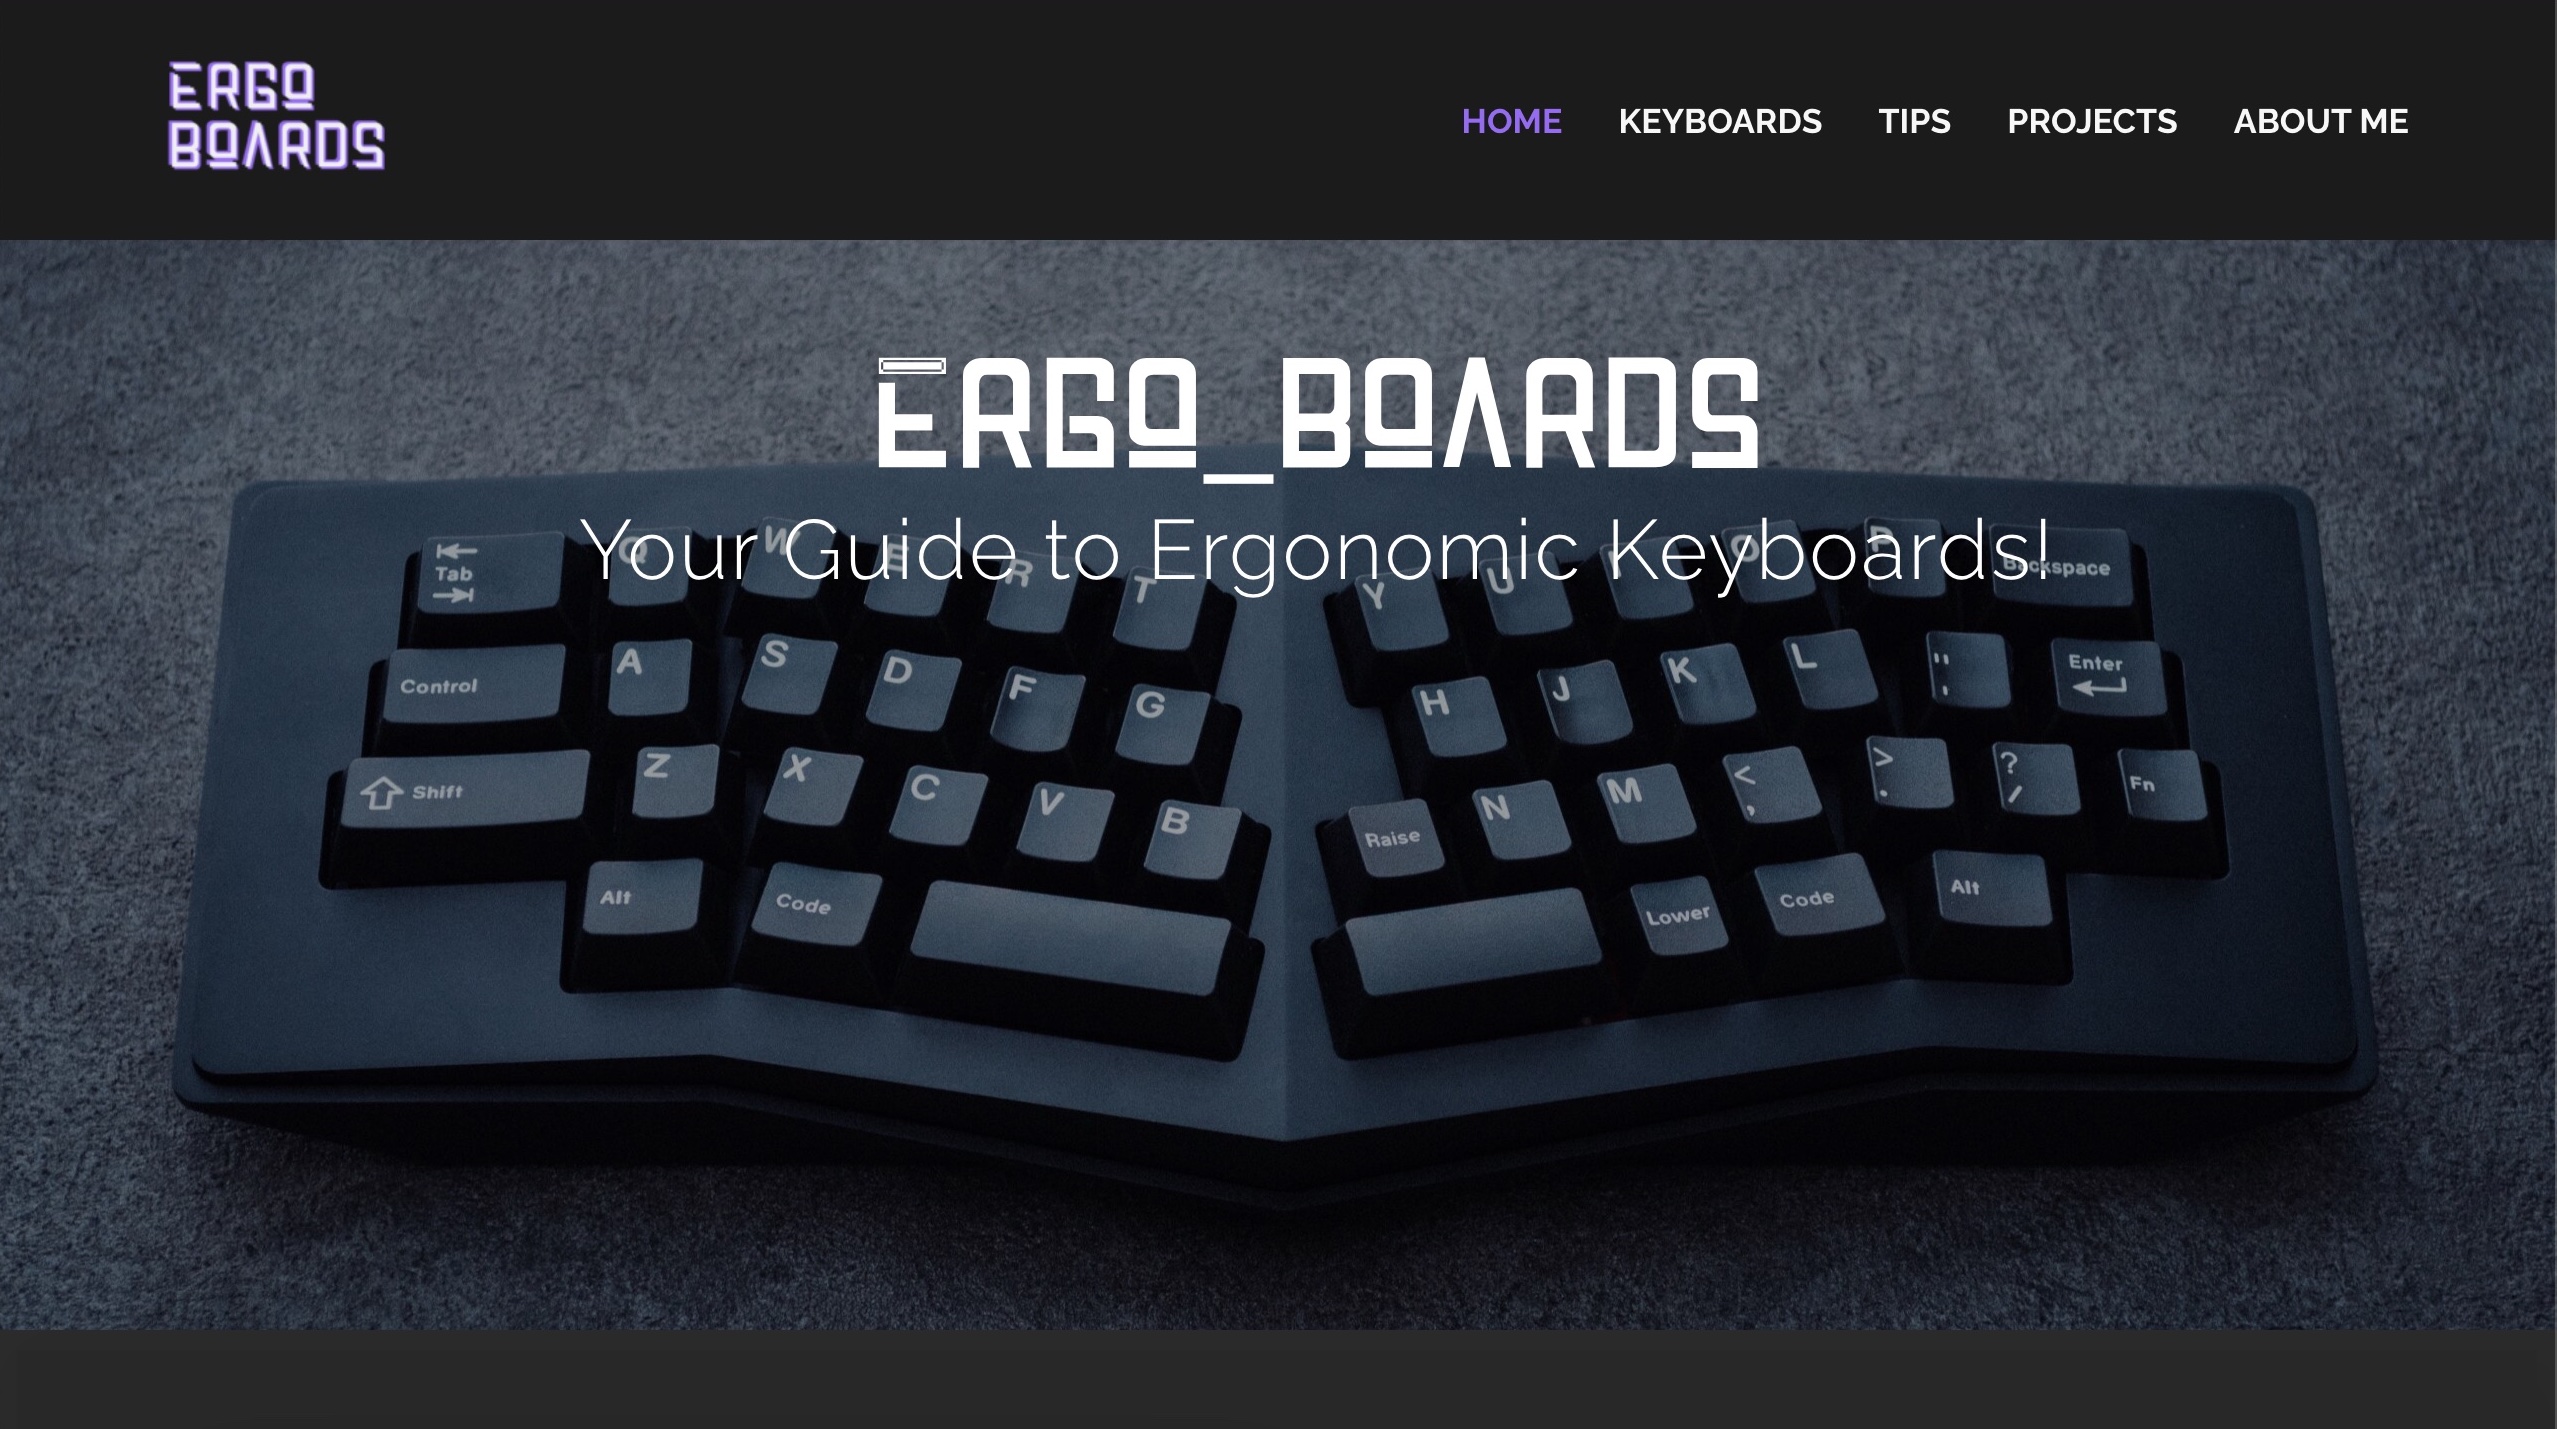 ERGO
BOARDS
HOME KEYBOARDS TIPS PROJECTS ABOUT ME
ERGO_BOARDS
Your Guide to Ergonomic Keyboards!
Tab Q W E R T Y U I O P Backspace
Control A S D F G H J K L " ' Enter
Shift Z X C V B Raise N M < , > . ? / Fn
Alt Code Lower Code Alt